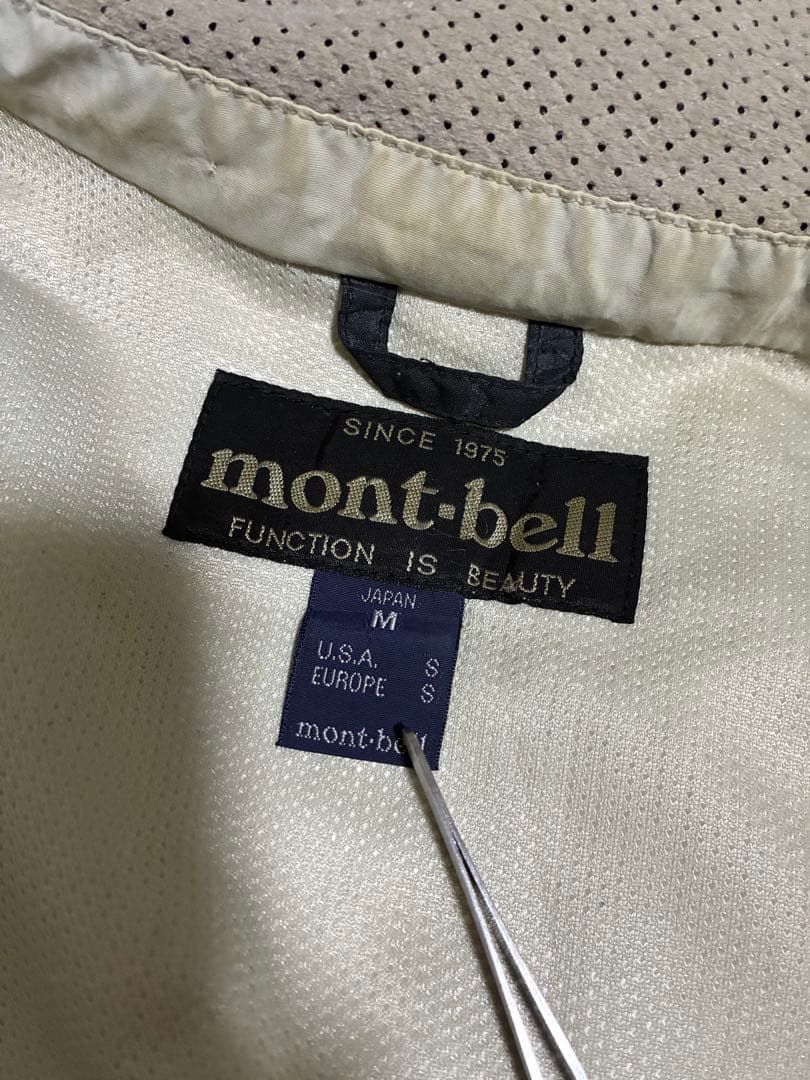 SINCE 1975
mont-bell
FUNCTION IS BEAUTY
JAPAN
M
U.S.A. S
EUROPE S
mont-bell